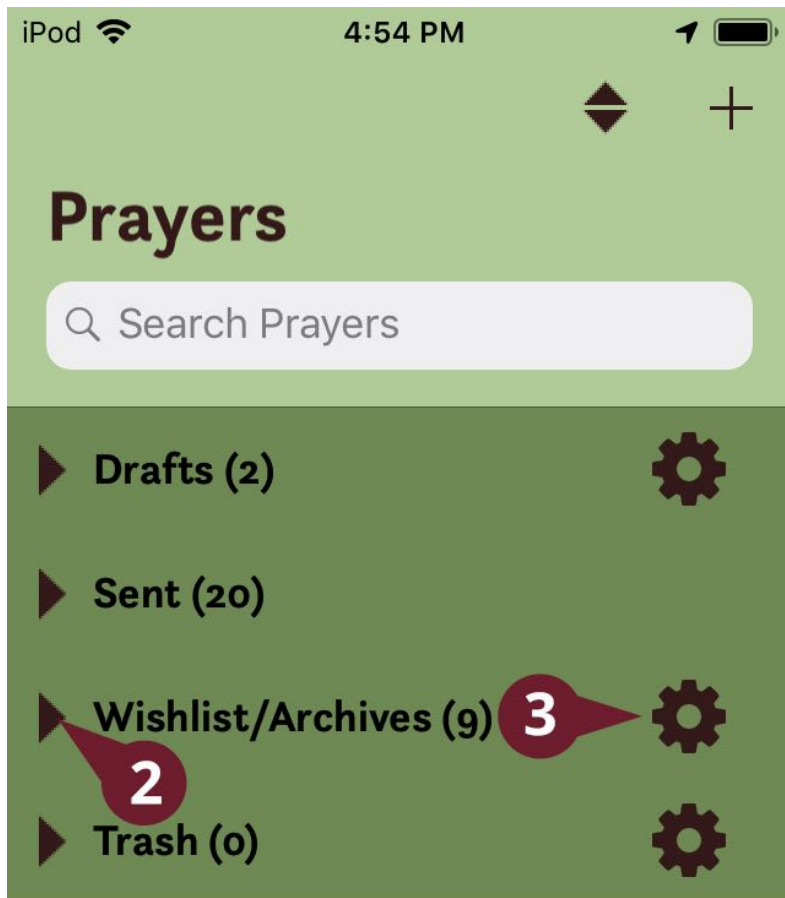 iPod 4:54 PM
Prayers
Search Prayers
Drafts (2)
Sent (20)
Wishlist/Archives (9) 3
2
Trash (0)